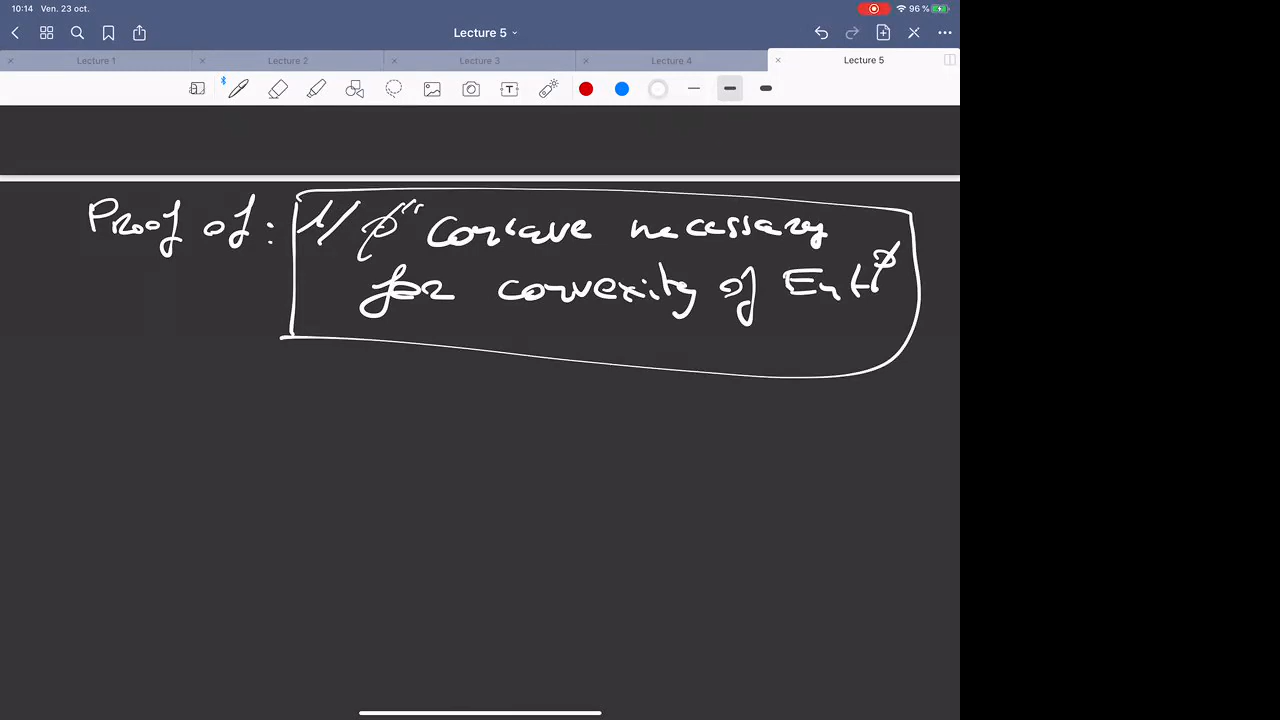 10:14 Ven. 23 oct. 96 %
Lecture 5
Lecture 1 Lecture 2 Lecture 3 Lecture 4 Lecture 5
Proof of: 1/φ'' concave necessary
for convexity of Ent^φ